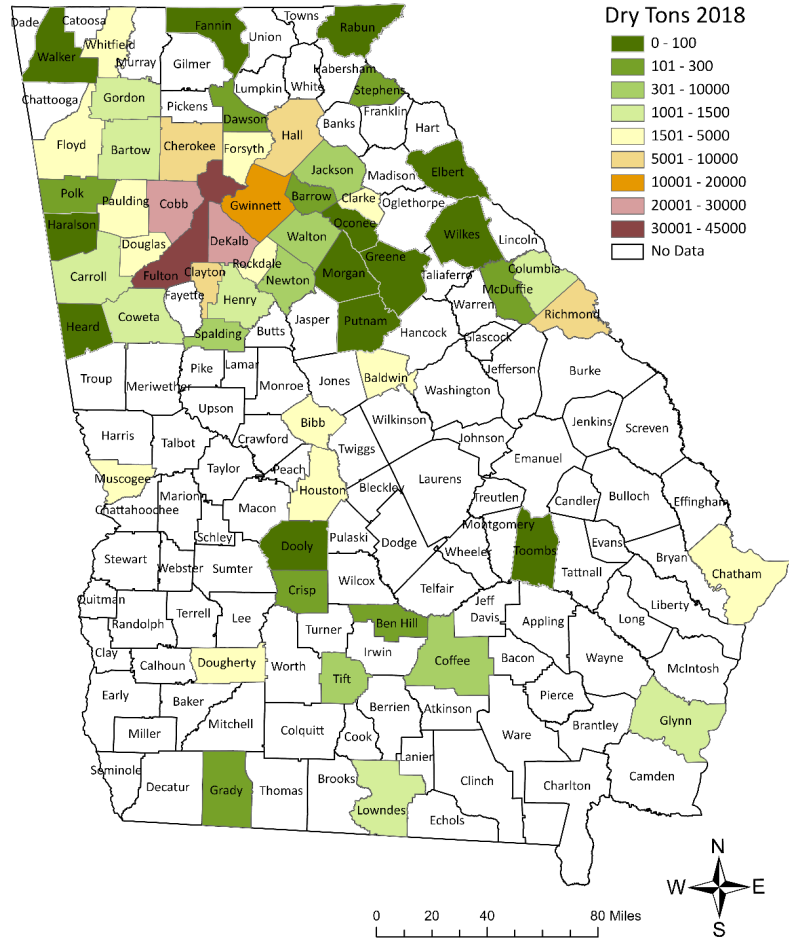 Dry Tons 2018
0 - 100
101 - 300
301 - 10000
1001 - 1500
1501 - 5000
5001 - 10000
10001 - 20000
20001 - 30000
30001 - 45000
No Data
Dade
Catoosa
Fannin
Towns
Rabun
Union
Whitfield
Walker
Murray
Gilmer
Habersham
Lumpkin
White
Stephens
Chattooga
Gordon
Pickens
Dawson
Banks
Franklin
Hart
Floyd
Bartow
Cherokee
Forsyth
Hall
Jackson
Madison
Elbert
Polk
Paulding
Cobb
Gwinnett
Barrow
Clarke
Oglethorpe
Haralson
Douglas
DeKalb
Walton
Oconee
Wilkes
Lincoln
Carroll
Fulton
Clayton
Rockdale
Newton
Morgan
Greene
Taliaferro
Columbia
McDuffie
Fayette
Henry
Warren
Richmond
Heard
Coweta
Spalding
Butts
Jasper
Putnam
Hancock
Glascock
Troup
Meriwether
Pike
Lamar
Monroe
Jones
Baldwin
Washington
Jefferson
Burke
Upson
Harris
Talbot
Crawford
Bibb
Twiggs
Wilkinson
Johnson
Jenkins
Screven
Emanuel
Muscogee
Taylor
Peach
Houston
Bleckley
Laurens
Treutlen
Candler
Bulloch
Effingham
Chattahoochee
Marion
Macon
Schley
Dooly
Pulaski
Dodge
Montgomery
Wheeler
Toombs
Evans
Tattnall
Bryan
Chatham
Stewart
Webster
Sumter
Crisp
Wilcox
Telfair
Quitman
Randolph
Terrell
Lee
Turner
Ben Hill
Jeff
Davis
Appling
Long
Liberty
Clay
Calhoun
Dougherty
Worth
Irwin
Coffee
Bacon
Wayne
McIntosh
Early
Baker
Mitchell
Tift
Berrien
Atkinson
Pierce
Brantley
Glynn
Miller
Colquitt
Cook
Ware
Lanier
Seminole
Decatur
Grady
Thomas
Brooks
Lowndes
Clinch
Echols
Charlton
Camden
N
W
E
S
0
20
40
80 Miles